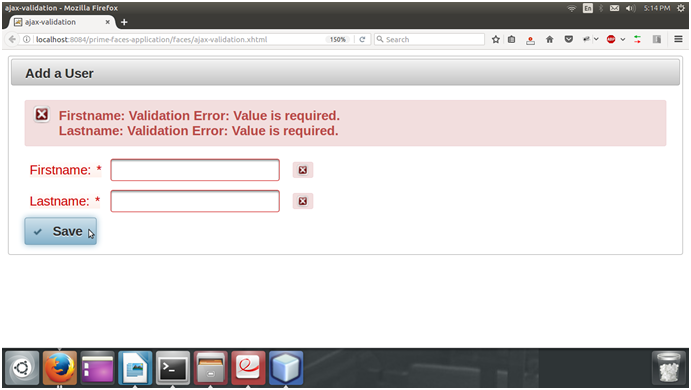 ajax-validation - Mozilla Firefox
En
5:14 PM
ajax-validation
localhost:8084/prime-faces-application/faces/ajax-validation.xhtml
150%
Search
ABP
Add a User
Firstname: Validation Error: Value is required.
Lastname: Validation Error: Value is required.
Firstname: *
Lastname: *
Save